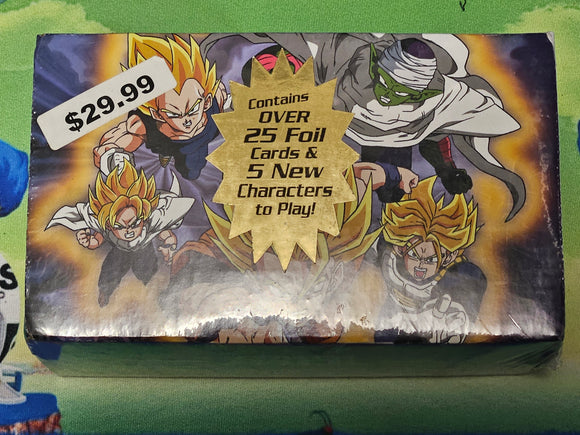 $29.99
Contains
OVER
25 Foil
Cards &
5 New
Characters
to Play!